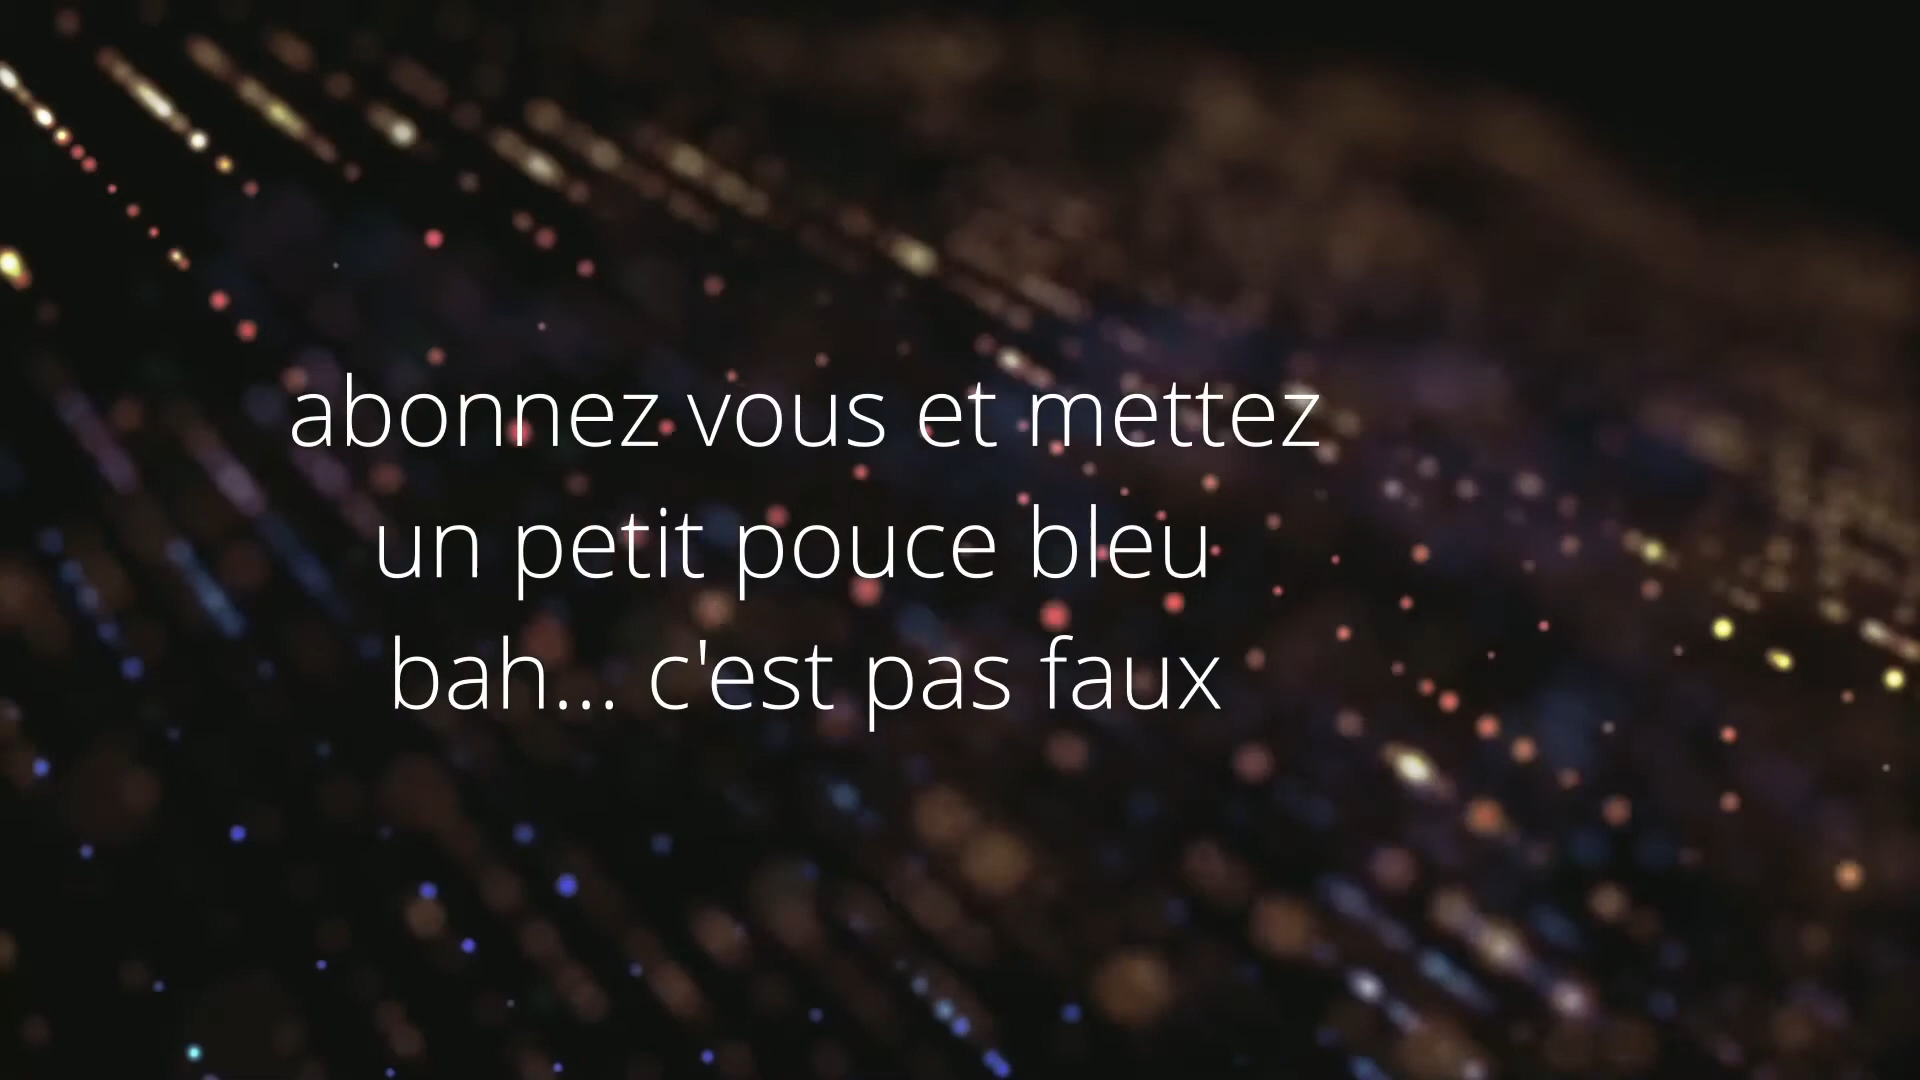 abonnez vous et mettez
un petit pouce bleu
bah... c'est pas faux